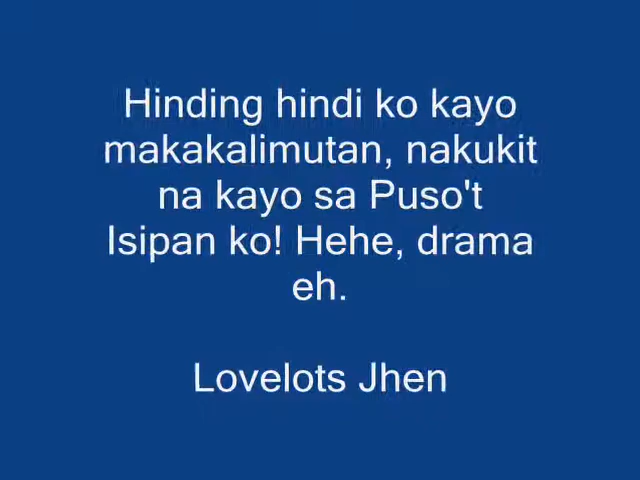 Hinding hindi ko kayo
makakalimutan, nakukit
na kayo sa Puso't
Isipan ko! Hehe, drama
eh.
Lovelots Jhen